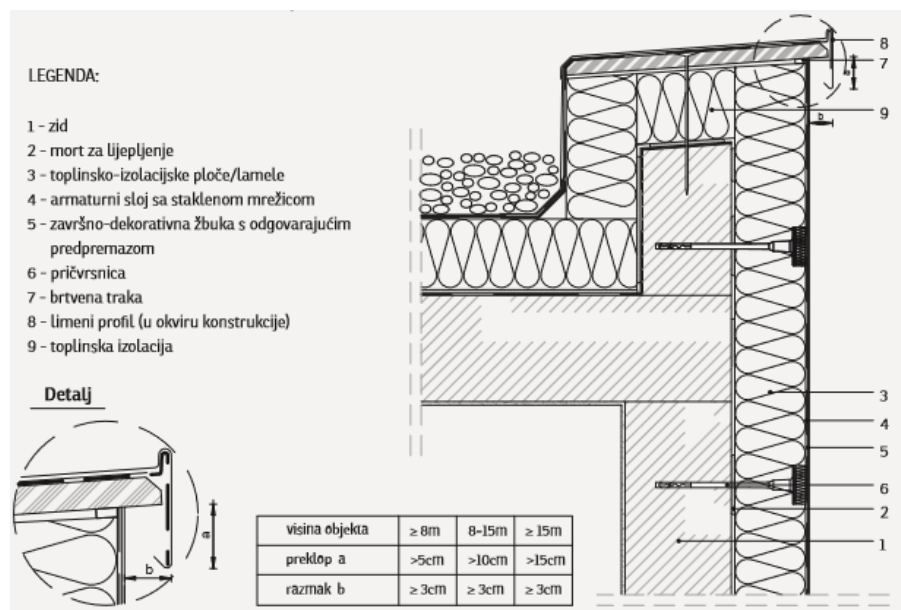 LEGENDA:
1 - zid
2 - mort za lijepljenje
3 - toplinsko-izolacijske ploče/lamele
4 - armaturni sloj sa staklenom mrežicom
5 - završno-dekorativna žbuka s odgovarajućim
predpremazom
6 - pričvrsnica
7 - brtvena traka
8 - limeni profil (u okviru konstrukcije)
9 - toplinska izolacija
Detalj
a
b
visina objekta ≥ 8m 8-15m ≥ 15m
preklop a >5cm >10cm >15cm
razmak b ≥ 3cm ≥ 3cm ≥ 3cm
8
7
a
b
9
3
4
5
6
2
1